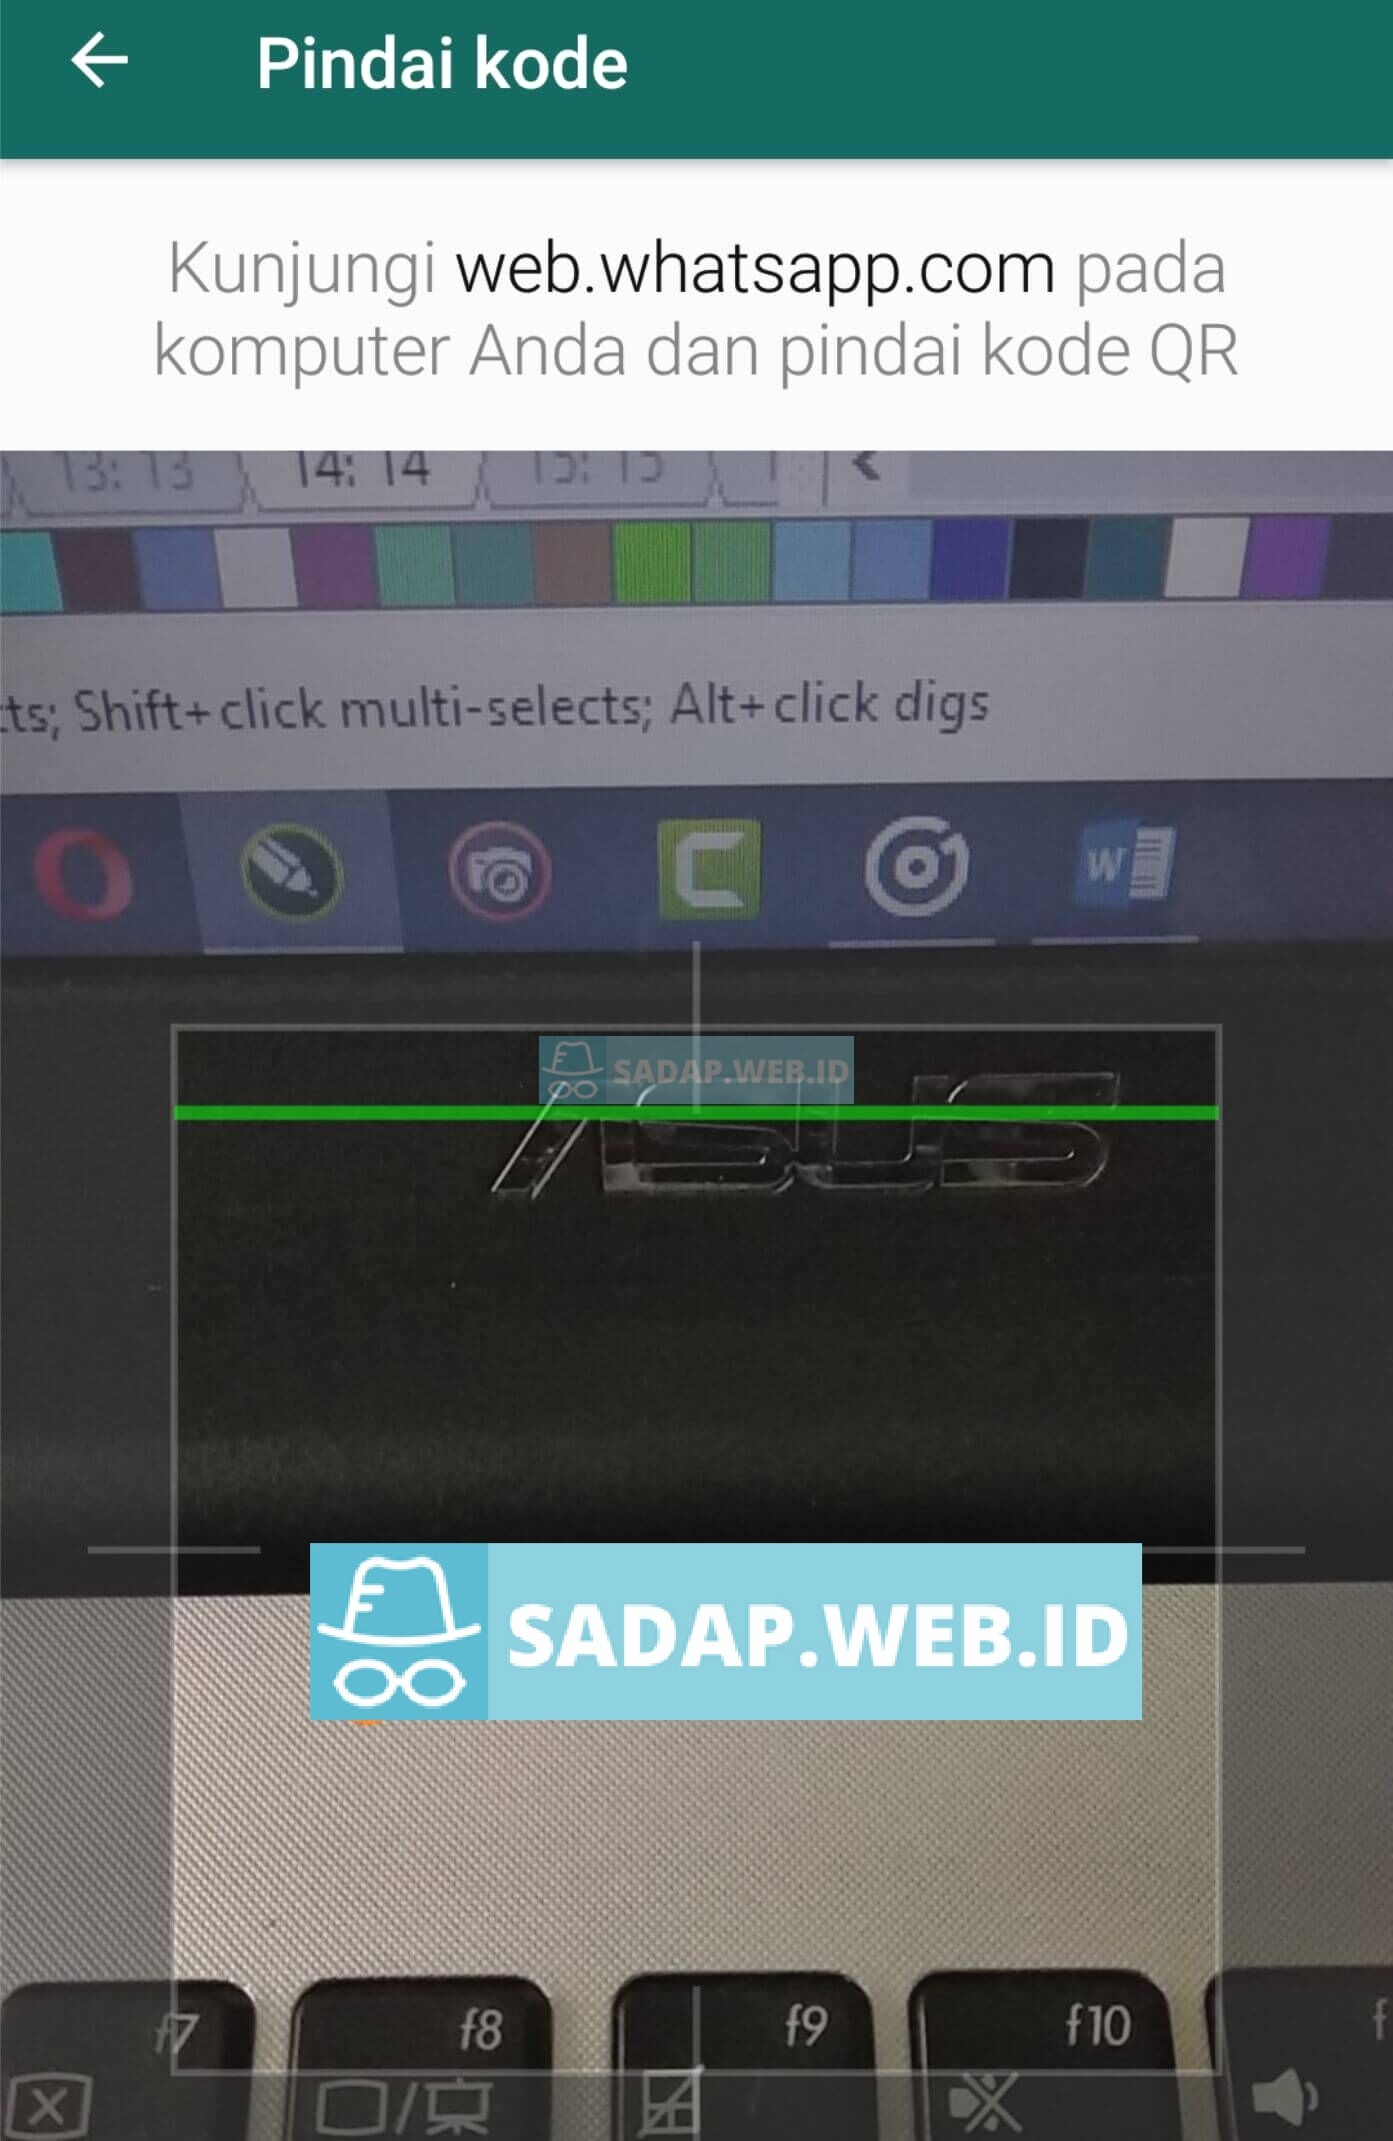 Pindai kode
Kunjungi web.whatsapp.com pada
komputer Anda dan pindai kode QR
13: 13 14: 14 15: 15
ts; Shift+click multi-selects; Alt+click digs
W
SADAP.WEB.ID
ASUS
SADAP.WEB.ID
f7 f8 f9 f10 f